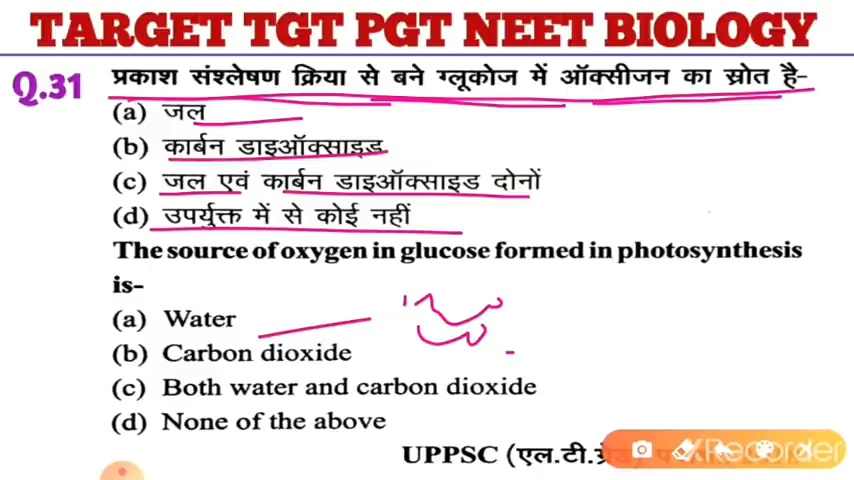 TARGET TGT PGT NEET BIOLOGY
Q.31 प्रकाश संश्लेषण क्रिया से बने ग्लूकोज में ऑक्सीजन का स्रोत है-
(a) जल
(b) कार्बन डाइऑक्साइड
(c) जल एवं कार्बन डाइऑक्साइड दोनों
(d) उपर्युक्त में से कोई नहीं
The source of oxygen in glucose formed in photosynthesis
is-
(a) Water
(b) Carbon dioxide
(c) Both water and carbon dioxide
(d) None of the above
UPPSC (एल.टी.ग्रेड)
XRecorder